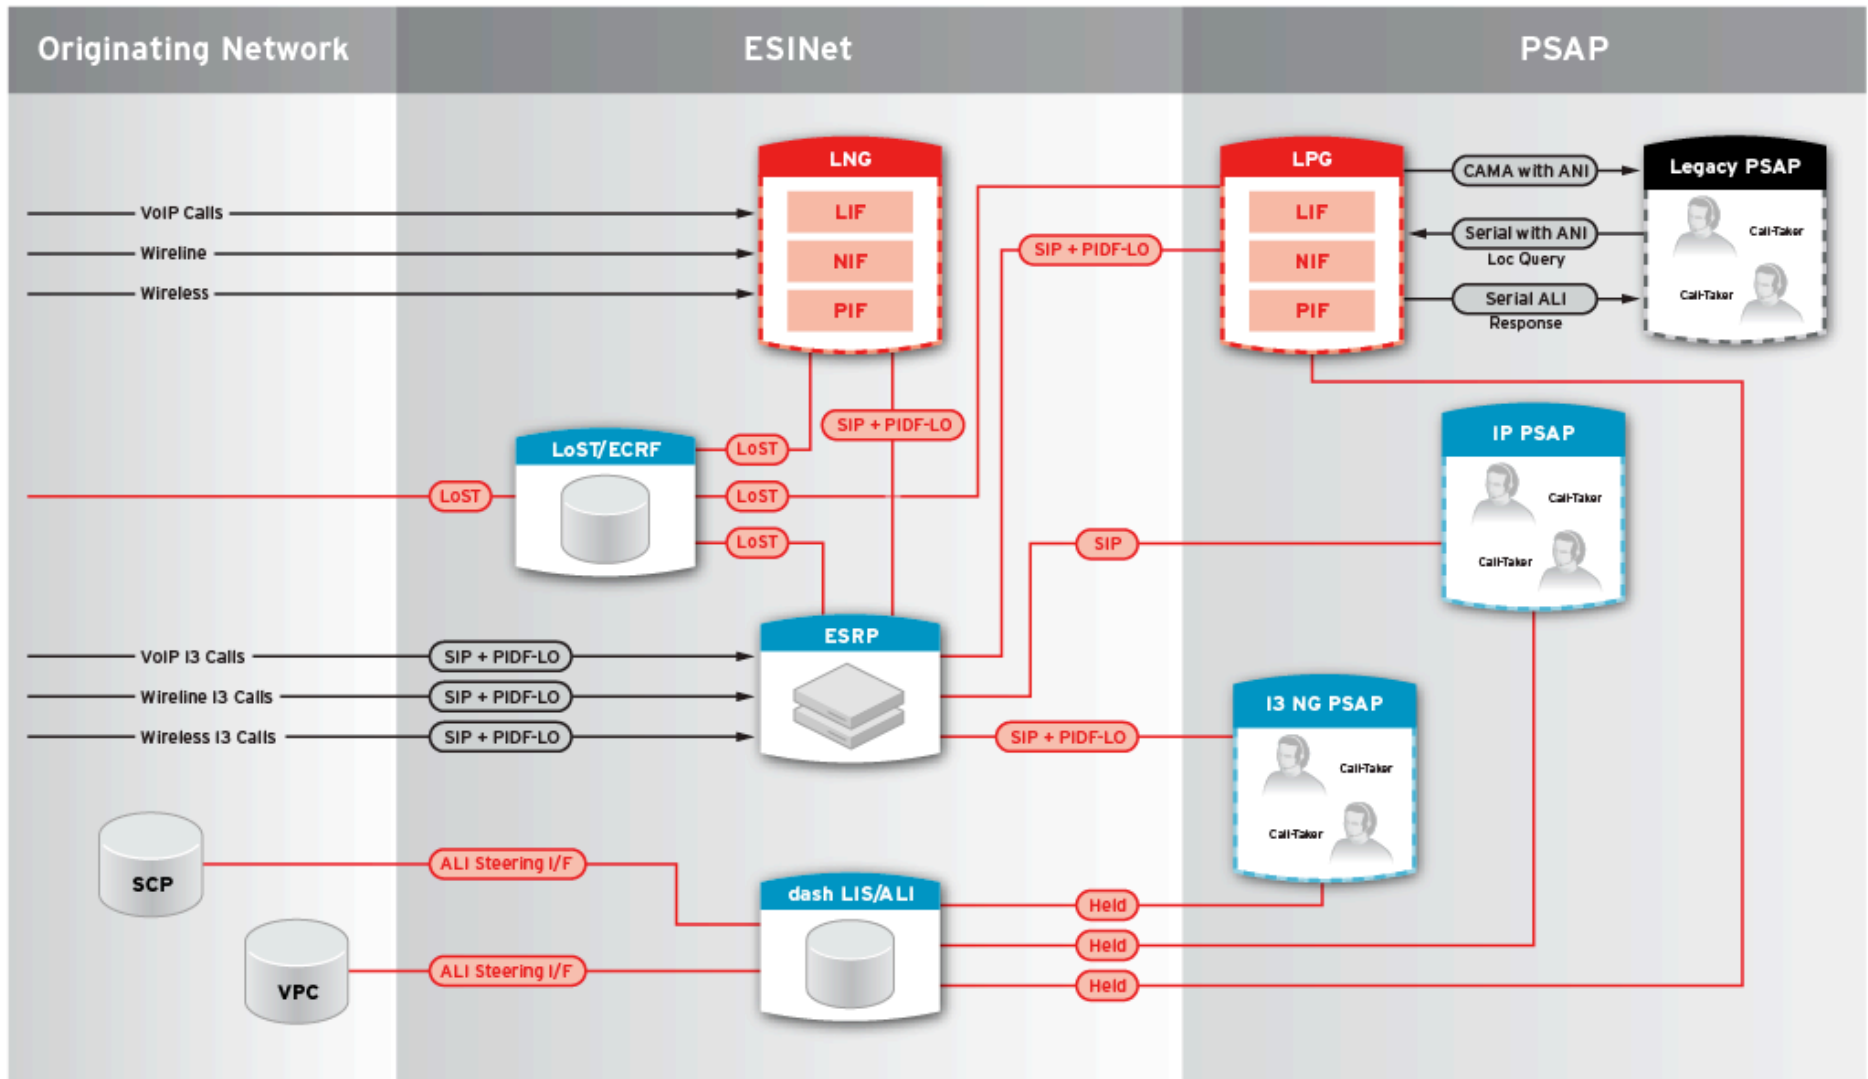 Originating Network
ESINet
PSAP
LNG
LIF
NIF
PIF
VoIP Calls
Wireline
Wireless
LPG
LIF
NIF
PIF
CAMA with ANI
Serial with ANI
Loc Query
Serial ALI
Response
Legacy PSAP
Call-Taker
Call-Taker
SIP + PIDF-LO
SIP + PIDF-LO
LoST/ECRF
LoST
LoST
LoST
LoST
IP PSAP
Call-Taker
Call-Taker
SIP
ESRP
VoIP I3 Calls
SIP + PIDF-LO
Wireline I3 Calls
SIP + PIDF-LO
Wireless I3 Calls
SIP + PIDF-LO
SIP + PIDF-LO
I3 NG PSAP
Call-Taker
Call-Taker
SCP
ALI Steering I/F
VPC
ALI Steering I/F
dash LIS/ALI
Held
Held
Held